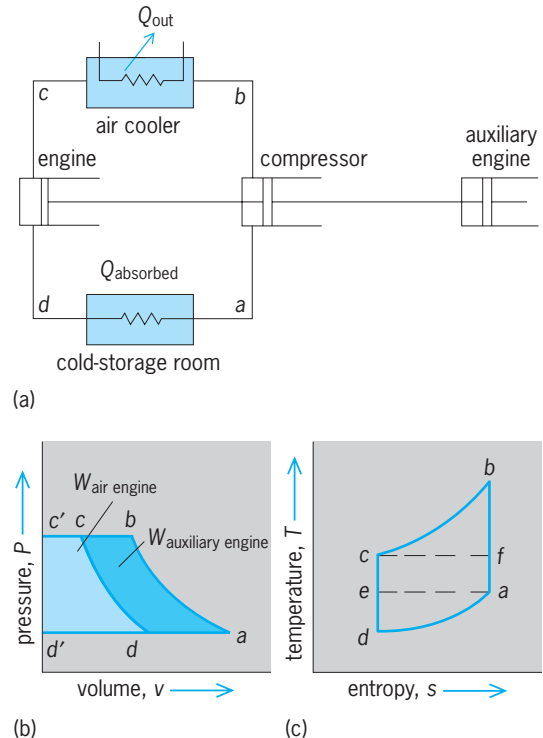 Qout
c
b
air cooler
engine
compressor
auxiliary
engine
Qabsorbed
d
a
cold-storage room
(a)
Wair engine
c′
c
b
Wauxiliary engine
pressure, P
d′
d
a
volume, v
(b)
b
temperature, T
c
f
e
a
d
entropy, s
(c)